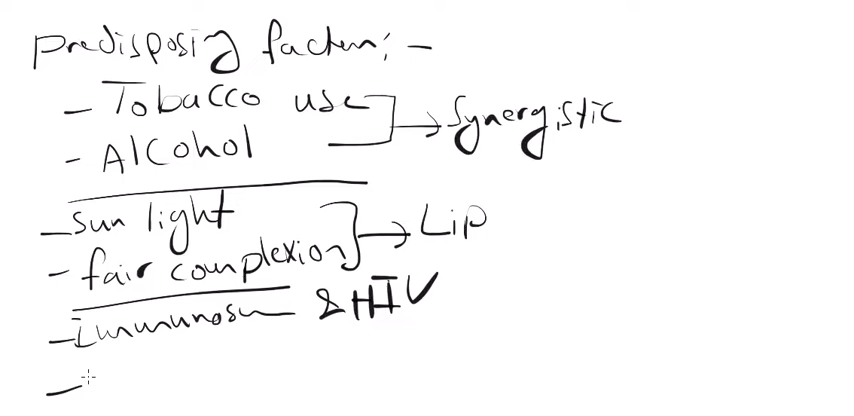 Predisposing factors:-
- Tobacco use
- Alcohol → Synergistic
- Sun light
- fair complexion → Lip
- Immunosu & HIV
-